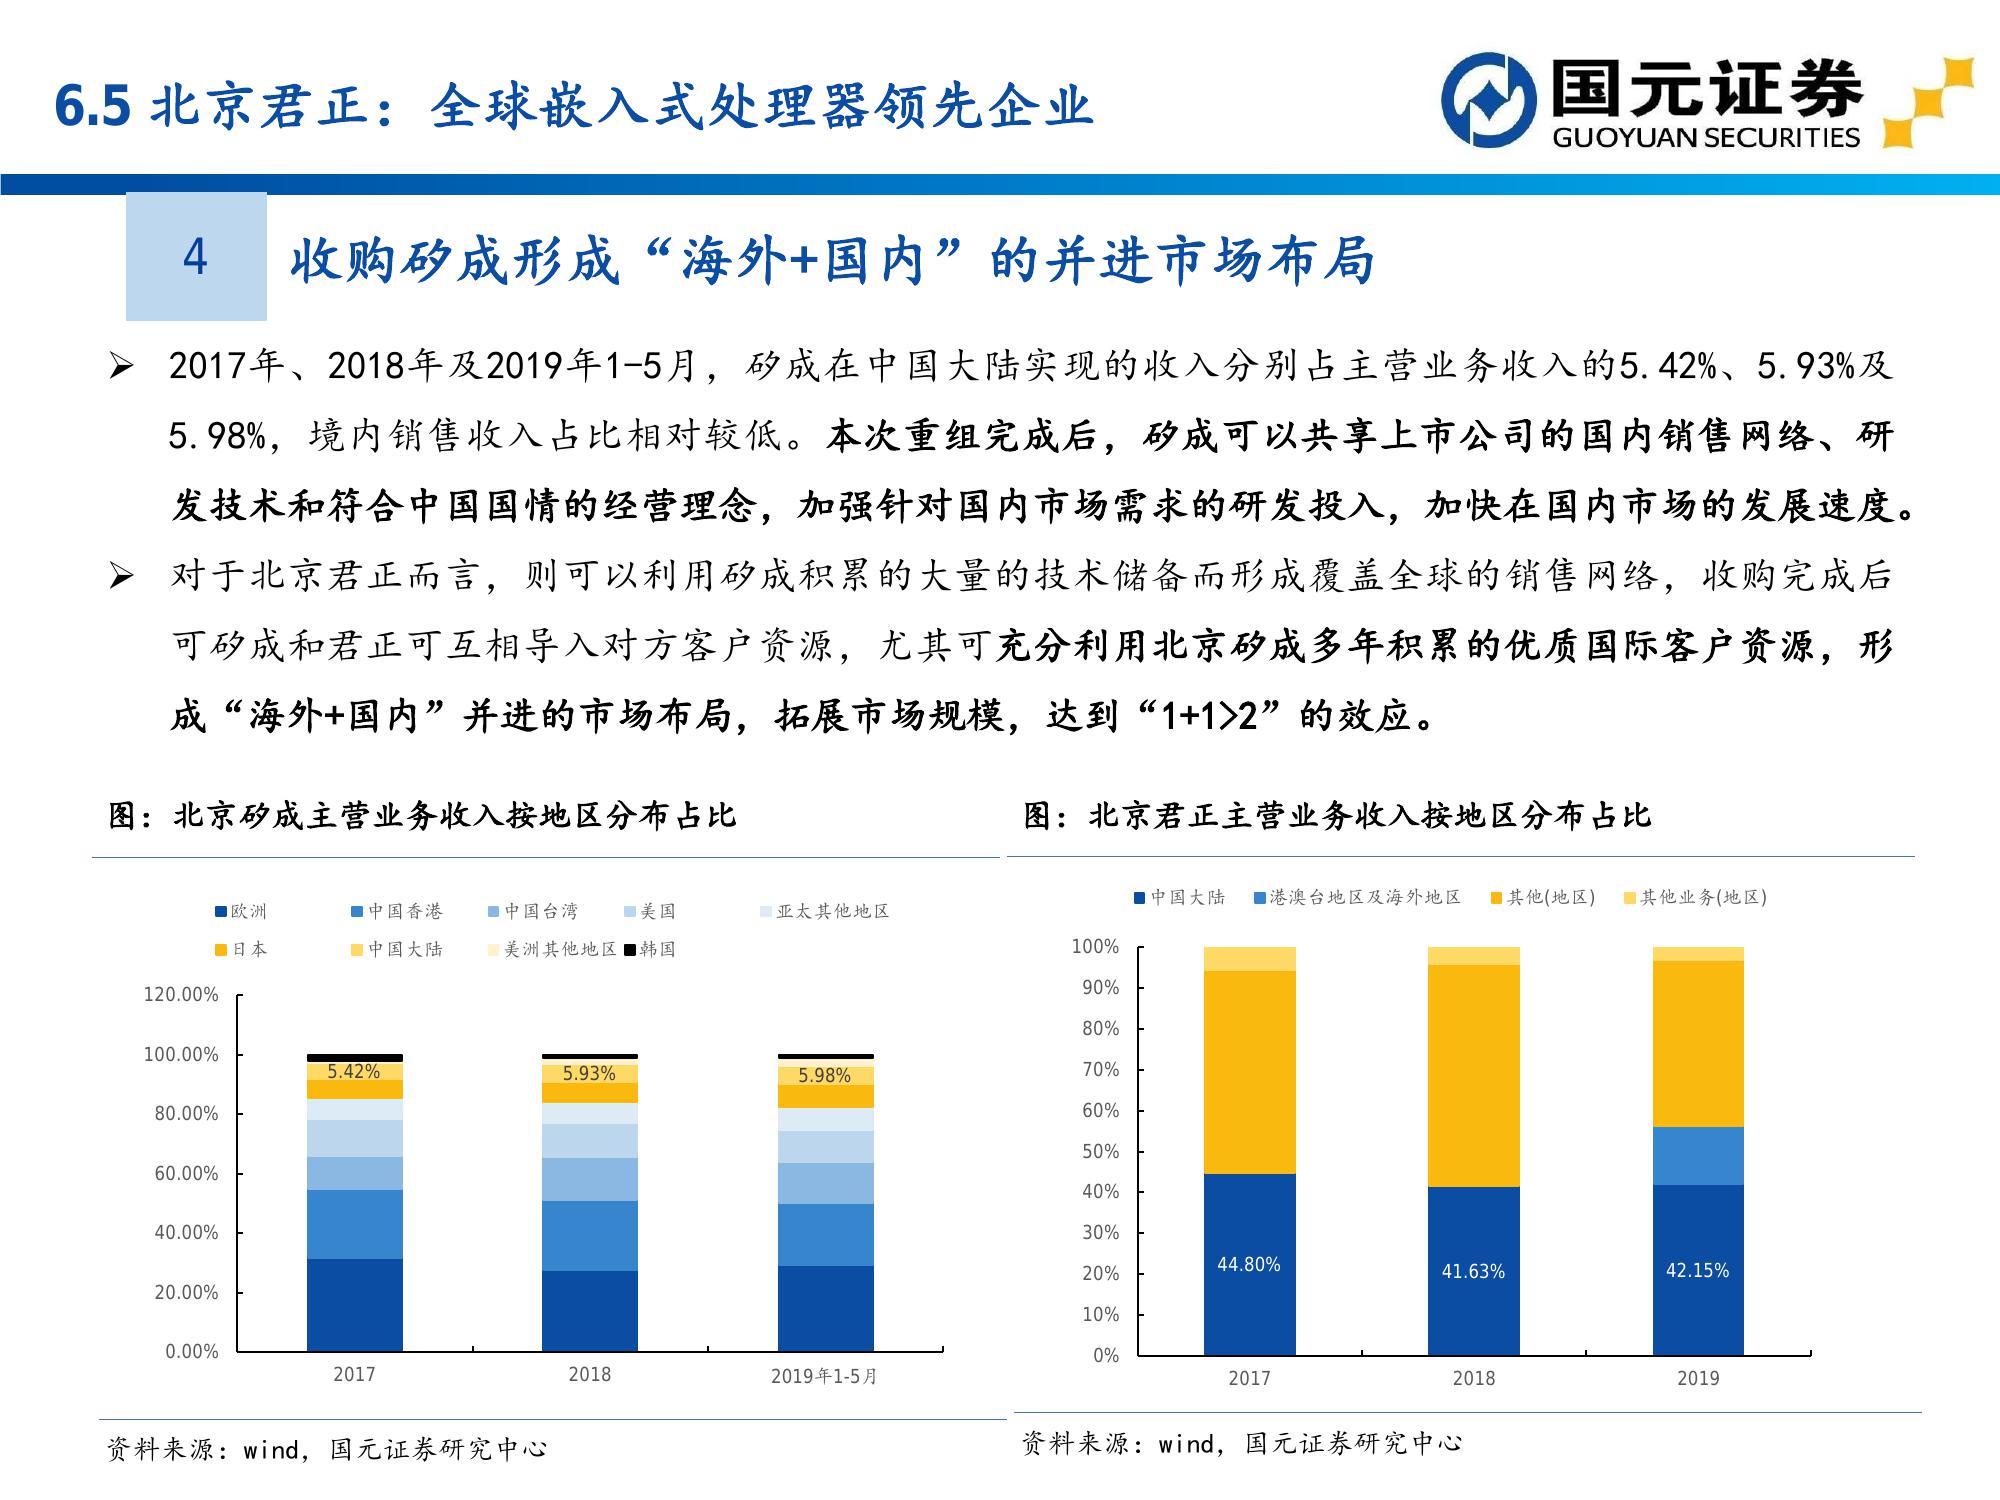 6.5 北京君正：全球嵌入式处理器领先企业
国元证券
GUOYUAN SECURITIES
4
收购矽成形成“海外+国内”的并进市场布局
➢ 2017年、2018年及2019年1-5月，矽成在中国大陆实现的收入分别占主营业务收入的5.42%、5.93%及
5.98%，境内销售收入占比相对较低。本次重组完成后，矽成可以共享上市公司的国内销售网络、研
发技术和符合中国国情的经营理念，加强针对国内市场需求的研发投入，加快在国内市场的发展速度。
➢ 对于北京君正而言，则可以利用矽成积累的大量的技术储备而形成覆盖全球的销售网络，收购完成后
可矽成和君正可互相导入对方客户资源，尤其可充分利用北京矽成多年积累的优质国际客户资源，形
成“海外+国内”并进的市场布局，拓展市场规模，达到“1+1>2”的效应。
图：北京矽成主营业务收入按地区分布占比
欧洲 中国香港 中国台湾 美国 亚太其他地区
日本 中国大陆 美洲其他地区 韩国
120.00%
100.00%
80.00%
60.00%
40.00%
20.00%
0.00%
5.42% 5.93% 5.98%
2017 2018 2019年1-5月
资料来源：wind，国元证券研究中心
图：北京君正主营业务收入按地区分布占比
中国大陆 港澳台地区及海外地区 其他(地区) 其他业务(地区)
100%
90%
80%
70%
60%
50%
40%
30%
20%
10%
0%
44.80% 41.63% 42.15%
2017 2018 2019
资料来源：wind，国元证券研究中心